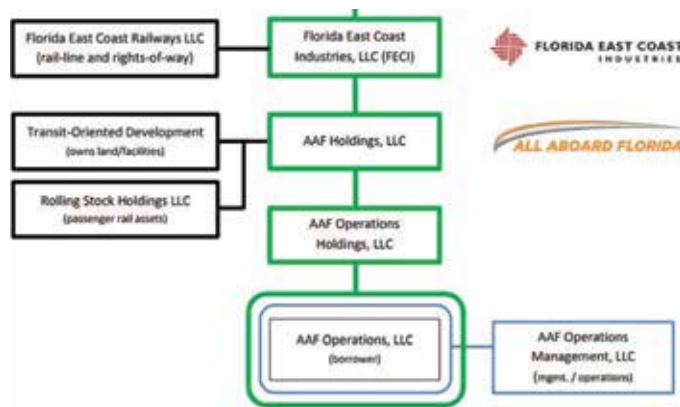 Florida East Coast Railways LLC
(rail-line and rights-of-way)
Florida East Coast
Industries, LLC (FECI)
FLORIDA EAST COAST
INDUSTRIES
Transit-Oriented Development
(owns land/facilities)
AAF Holdings, LLC
ALL ABOARD FLORIDA
Rolling Stock Holdings LLC
(passenger rail assets)
AAF Operations
Holdings, LLC
AAF Operations, LLC
(borrower)
AAF Operations
Management, LLC
(mgmt. / operations)